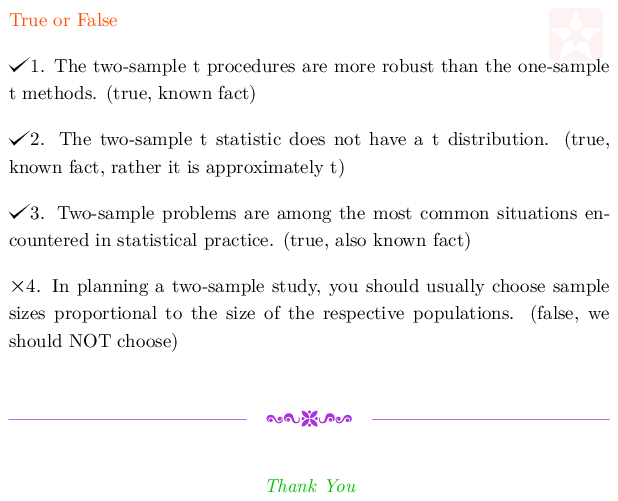 True or False
✓1. The two-sample t procedures are more robust than the one-sample
t methods. (true, known fact)
✓2. The two-sample t statistic does not have a t distribution. (true,
known fact, rather it is approximately t)
✓3. Two-sample problems are among the most common situations en-
countered in statistical practice. (true, also known fact)
×4. In planning a two-sample study, you should usually choose sample
sizes proportional to the size of the respective populations. (false, we
should NOT choose)
Thank You